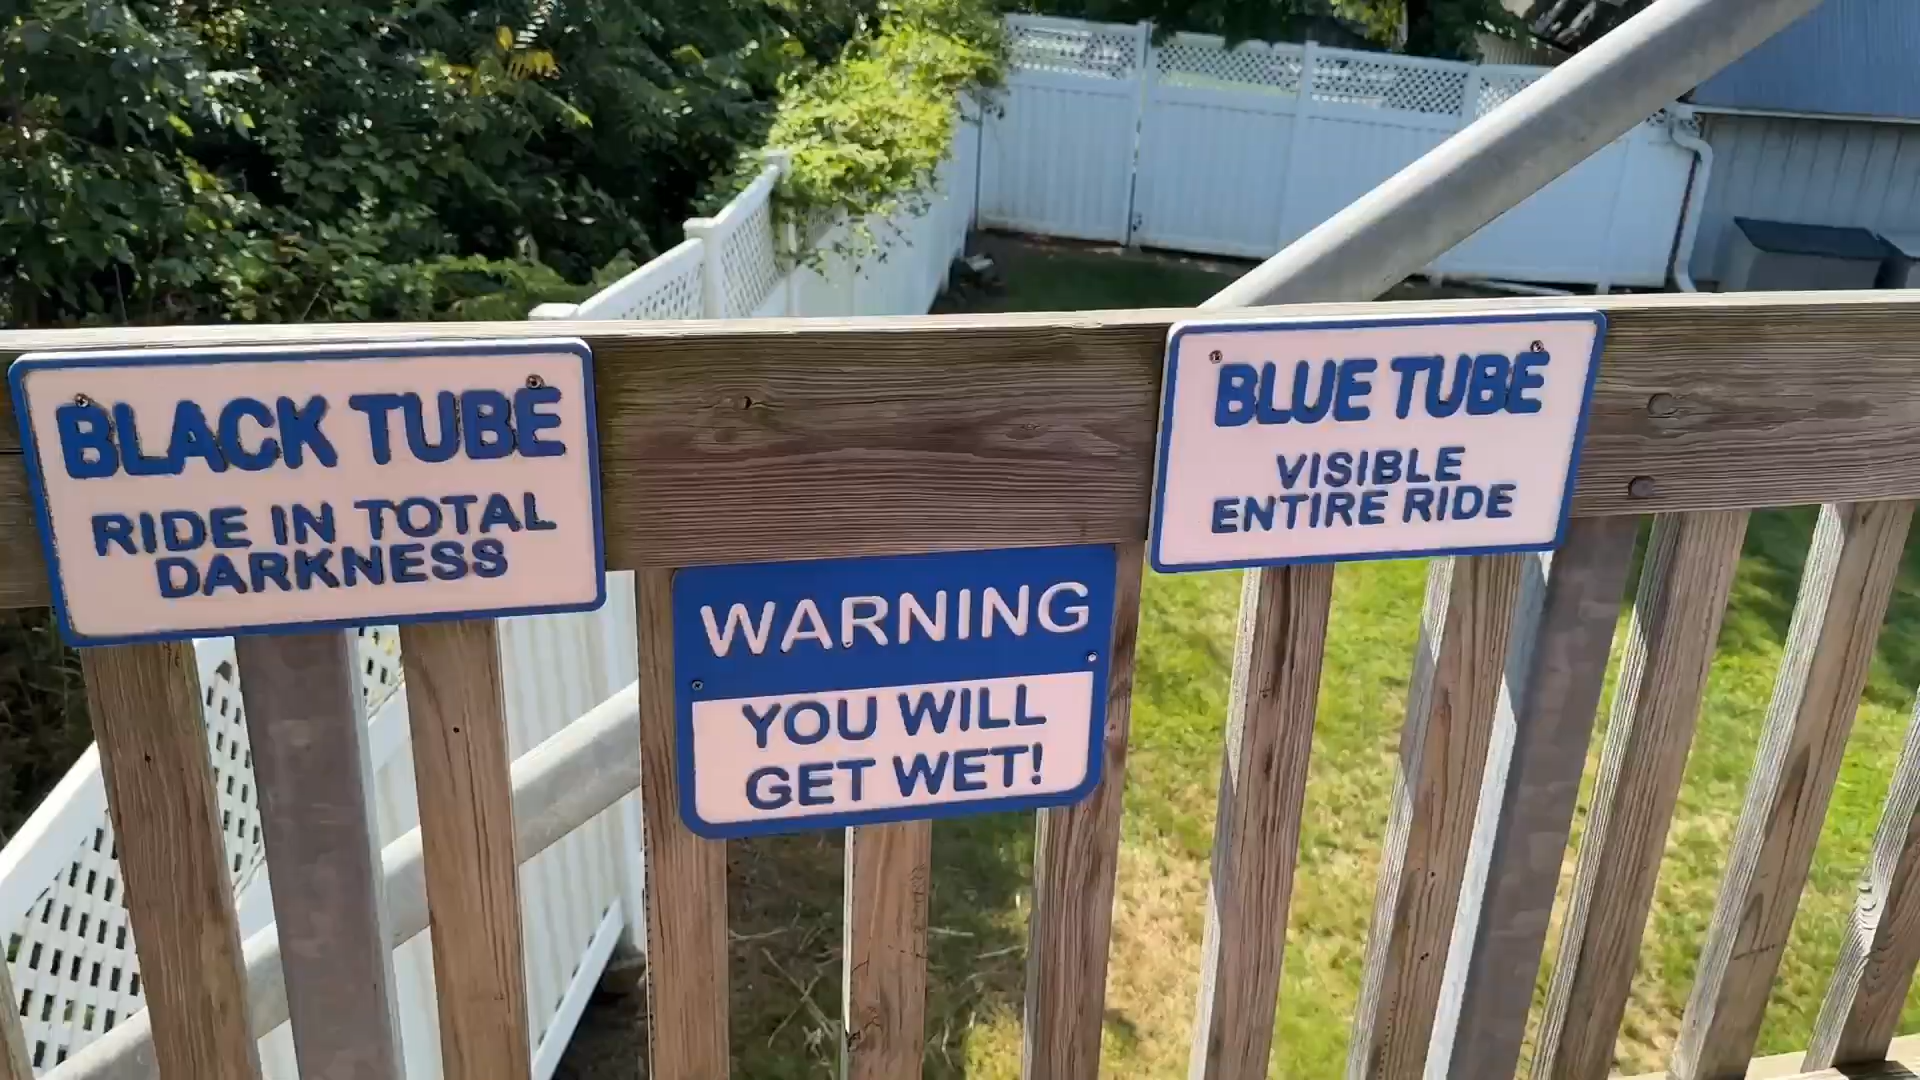 BLACK TUBE
RIDE IN TOTAL
DARKNESS
WARNING
YOU WILL
GET WET!
BLUE TUBE
VISIBLE
ENTIRE RIDE